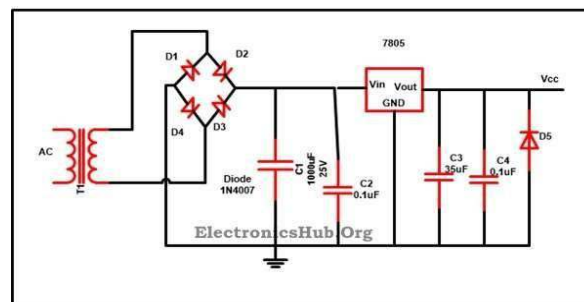 7805
D1
D2
Vin
Vout
Vcc
GND
AC
T1
D4
D3
Diode
1N4007
C1
1000uF
25V
C2
0.1uF
C3
35uF
C4
0.1uF
D5
ElectronicsHub.Org